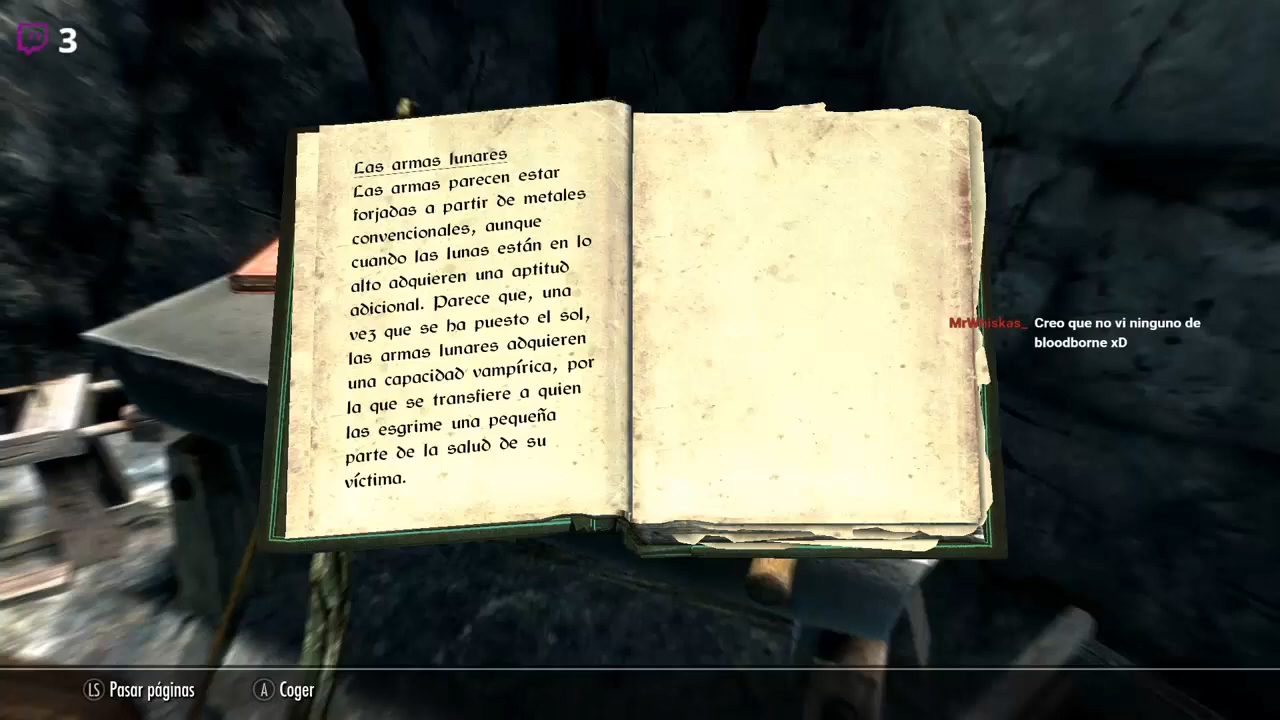 3
Las armas lunares
Las armas parecen estar
forjadas a partir de metales
convencionales, aunque
cuando las lunas están en lo
alto adquieren una aptitud
adicional. Parece que, una
vez que se ha puesto el sol,
las armas lunares adquieren
una capacidad vampírica, por
la que se transfiere a quien
las esgrime una pequeña
parte de la salud de su
víctima.
MrWhiskas_ Creo que no vi ninguno de
bloodborne xD
LS Pasar páginas
A Coger